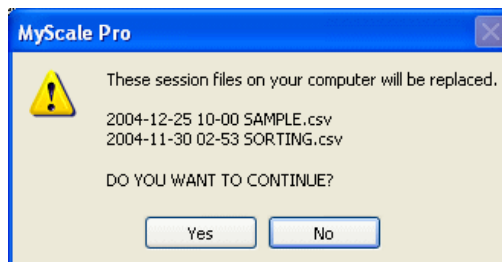 MyScale Pro
These session files on your computer will be replaced.
2004-12-25 10-00 SAMPLE.csv
2004-11-30 02-53 SORTING.csv
DO YOU WANT TO CONTINUE?
Yes
No